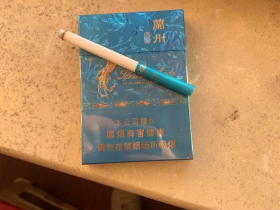 蘭州
本公司提示
吸烟有害健康
请勿在禁烟场所吸烟